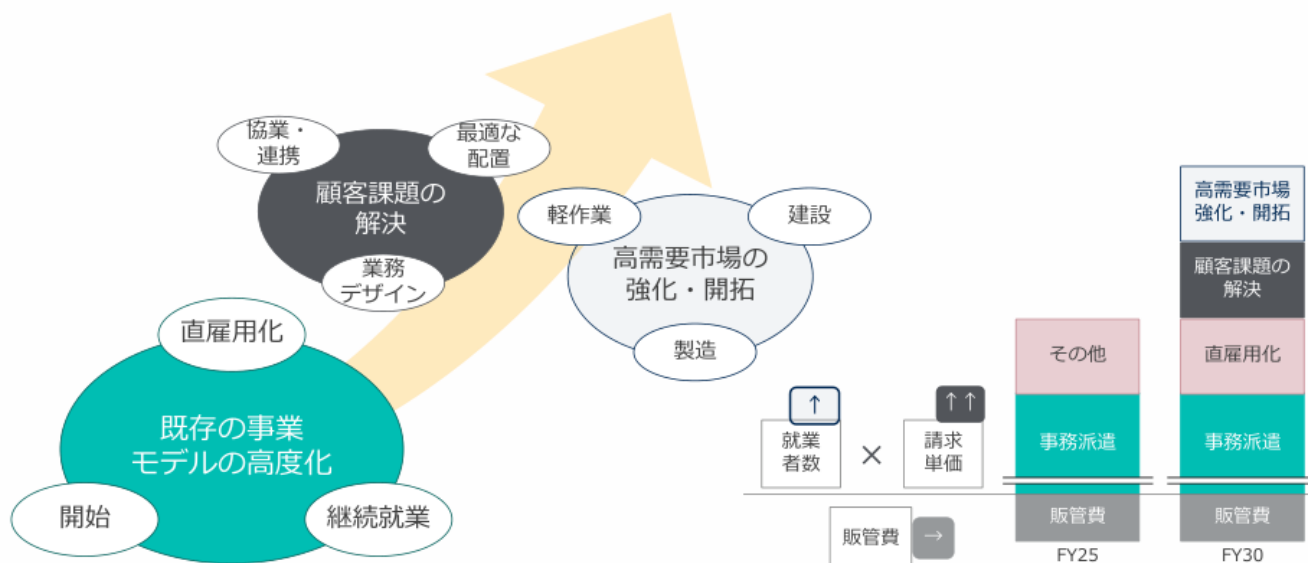 協業・
連携
最適な
配置
顧客課題の
解決
業務
デザイン
軽作業
建設
高需要市場の
強化・開拓
製造
直雇用化
既存の事業
モデルの高度化
開始
継続就業
↑
就業
者数
×
↑↑
請求
単価
販管費
→
その他
事務派遣
販管費
FY25
高需要市場
強化・開拓
顧客課題の
解決
直雇用化
事務派遣
販管費
FY30